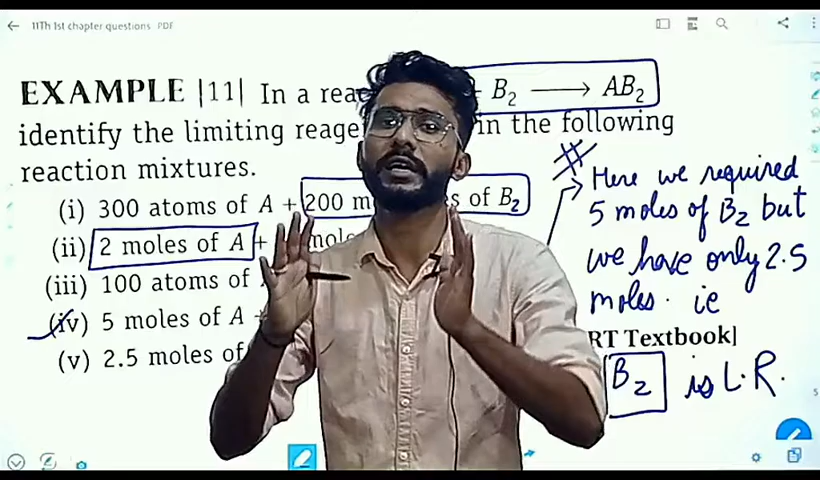 11Th 1st chapter questions PDF
EXAMPLE |11| In a rea B₂ ⟶ AB₂
identify the limiting reage in the following
reaction mixtures.
(i) 300 atoms of A + 200 m s of B₂
(ii) 2 moles of A + mole
(iii) 100 atoms of
(iv) 5 moles of A +
(v) 2.5 moles of
Here we required
5 moles of B₂ but
we have only 2.5
moles. ie
RT Textbook]
B₂ is L.R.